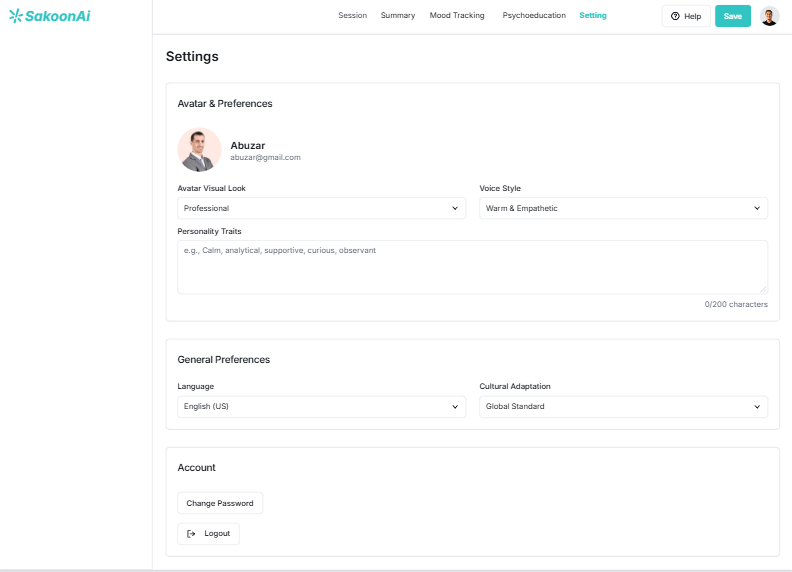 SakoonAi
Session Summary Mood Tracking Psychoeducation Setting Help Save
Settings
Avatar & Preferences
Abuzar
abuzar@gmail.com
Avatar Visual Look Voice Style
Professional Warm & Empathetic
Personality Traits
e.g., Calm, analytical, supportive, curious, observant
0/200 characters
General Preferences
Language Cultural Adaptation
English (US) Global Standard
Account
Change Password
Logout